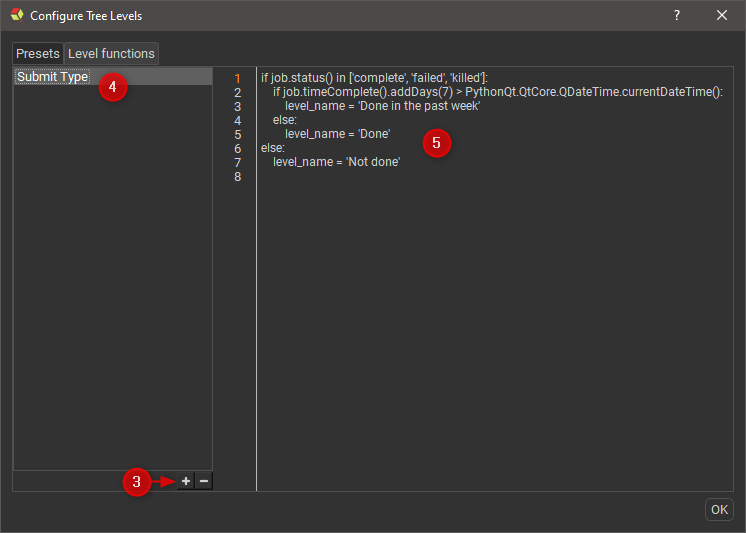 Configure Tree Levels
?
Presets
Level functions
Submit Type
4
1 if job.status() in ['complete', 'failed', 'killed']:
2 if job.timeComplete().addDays(7) > PythonQt.QtCore.QDateTime.currentDateTime():
3 level_name = 'Done in the past week'
4 else:
5 level_name = 'Done'
6 else:
7 level_name = 'Not done'
8
5
3
OK